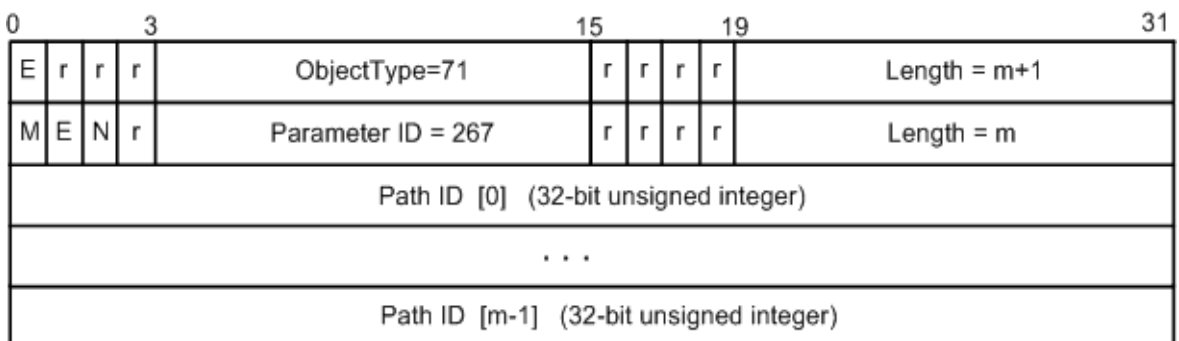 0 3 15 19 31
E r r r ObjectType=71 r r r r Length = m+1
M E N r Parameter ID = 267 r r r r Length = m
Path ID [0] (32-bit unsigned integer)
. . .
Path ID [m-1] (32-bit unsigned integer)